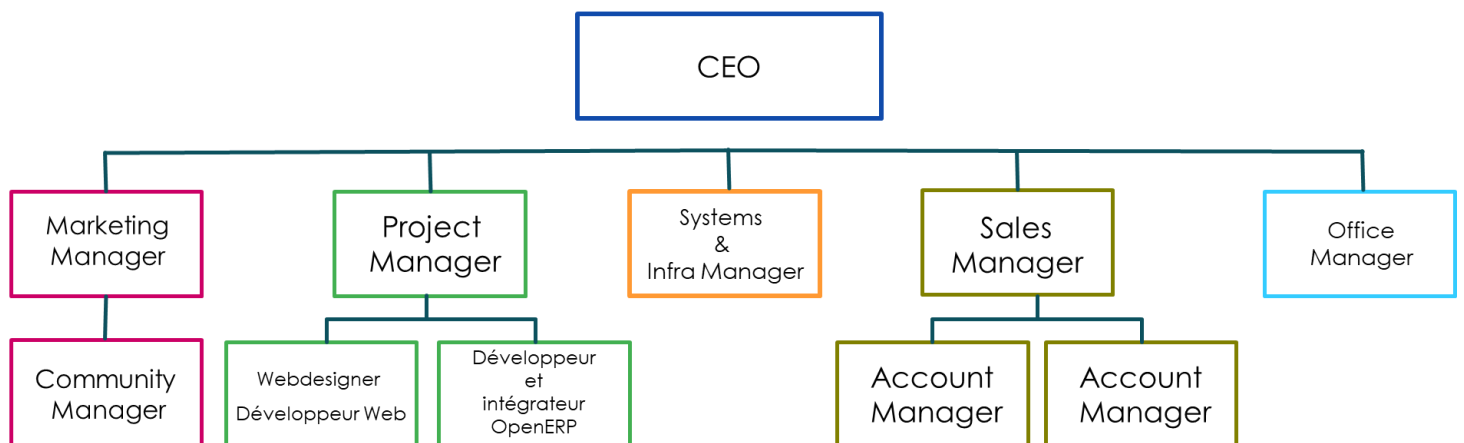 CEO
Marketing
Manager
Project
Manager
Systems
&
Infra Manager
Sales
Manager
Office
Manager
Community
Manager
Webdesigner
Développeur Web
Développeur
et
intégrateur
OpenERP
Account
Manager
Account
Manager